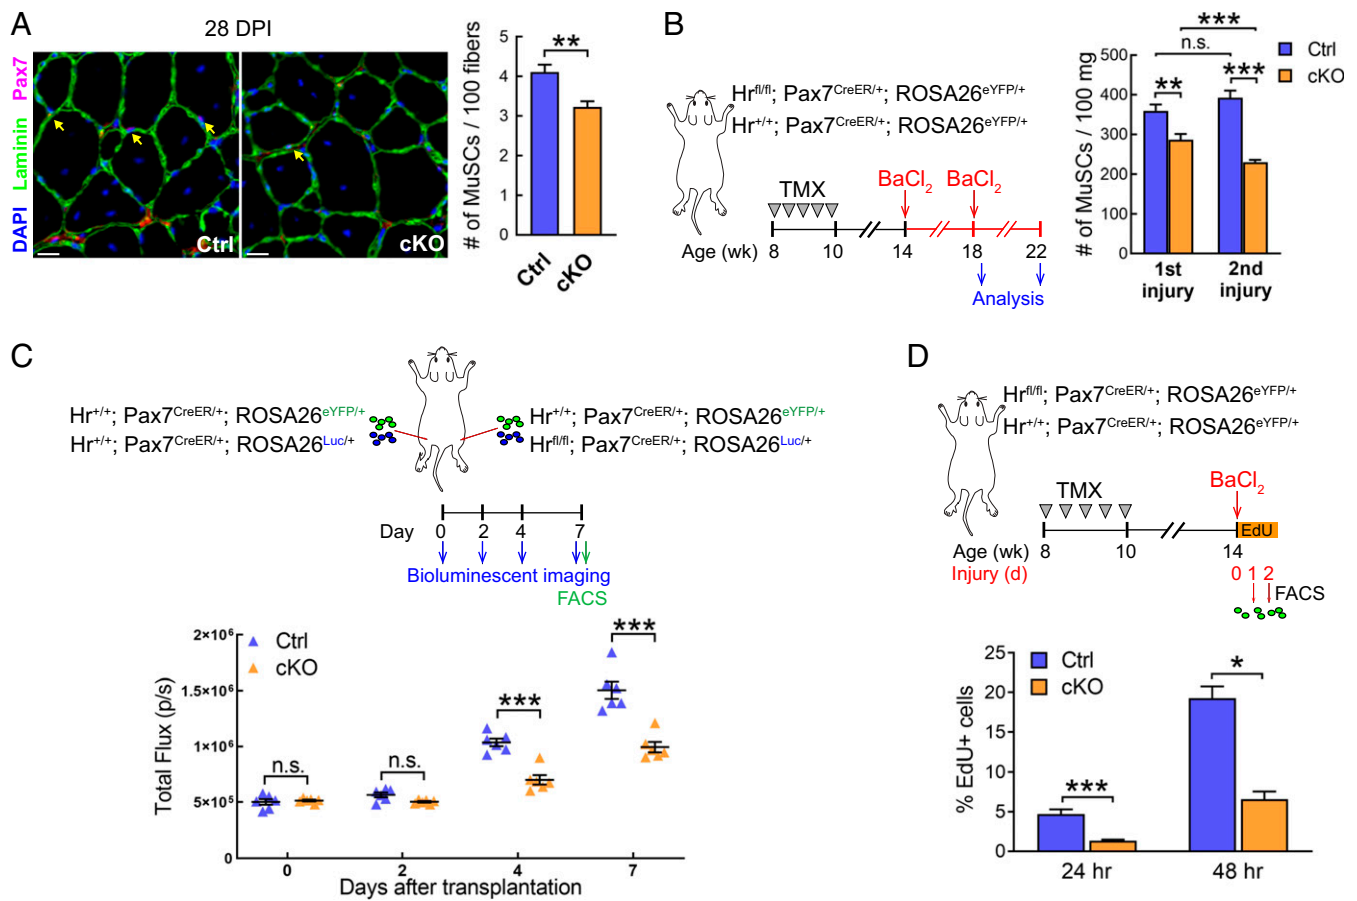 A
28 DPI
DAPI Laminin Pax7
Ctrl
cKO
# of MuSCs / 100 fibers
5
4
3
2
1
0
**
Ctrl
cKO
B
Hrfl/fl; Pax7CreER/+; ROSA26eYFP/+
Hr+/+; Pax7CreER/+; ROSA26eYFP/+
TMX
BaCl2
BaCl2
Age (wk)
8
10
14
18
22
Analysis
# of MuSCs / 100 mg
500
400
300
200
100
0
***
n.s.
**
***
Ctrl
cKO
1st injury
2nd injury
C
Hr+/+; Pax7CreER/+; ROSA26eYFP/+
Hr+/+; Pax7CreER/+; ROSA26Luc/+
Hr+/+; Pax7CreER/+; ROSA26eYFP/+
Hrfl/fl; Pax7CreER/+; ROSA26Luc/+
Day
0
2
4
7
Bioluminescent imaging
FACS
Total Flux (p/s)
2×10⁶
1.5×10⁶
1×10⁶
5×10⁵
0
Ctrl
cKO
n.s.
n.s.
***
***
0
2
4
7
Days after transplantation
D
Hrfl/fl; Pax7CreER/+; ROSA26eYFP/+
Hr+/+; Pax7CreER/+; ROSA26eYFP/+
TMX
BaCl2
EdU
Age (wk)
8
10
14
Injury (d)
0 1 2
FACS
% EdU+ cells
25
20
15
10
5
0
Ctrl
cKO
***
*
24 hr
48 hr